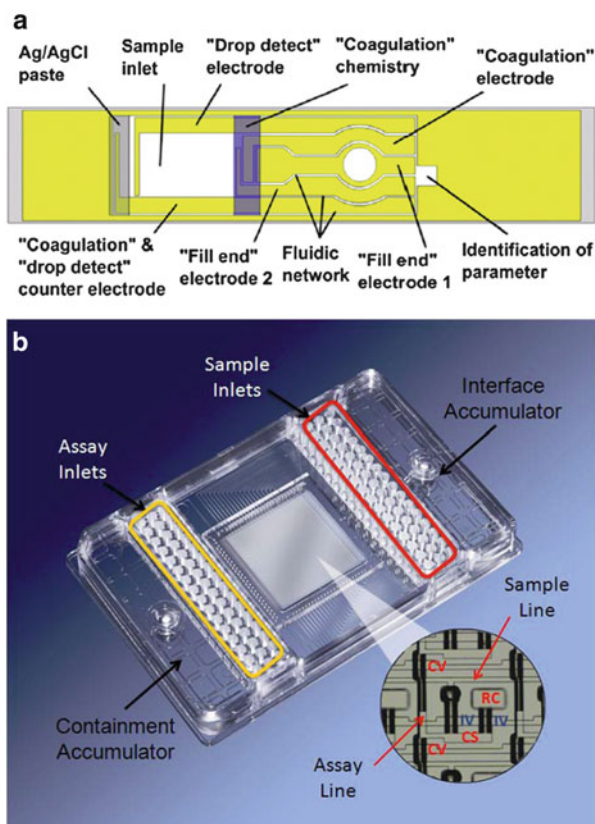 a
Ag/AgCl
paste
Sample
inlet
"Drop detect"
electrode
"Coagulation"
chemistry
"Coagulation"
electrode
"Coagulation" &
"drop detect"
counter electrode
"Fill end"
electrode 2
Fluidic
network
"Fill end"
electrode 1
Identification of
parameter
b
Sample
Inlets
Interface
Accumulator
Assay
Inlets
Sample
Line
CV
RC
IV IV
CS
CV
Containment
Accumulator
Assay
Line